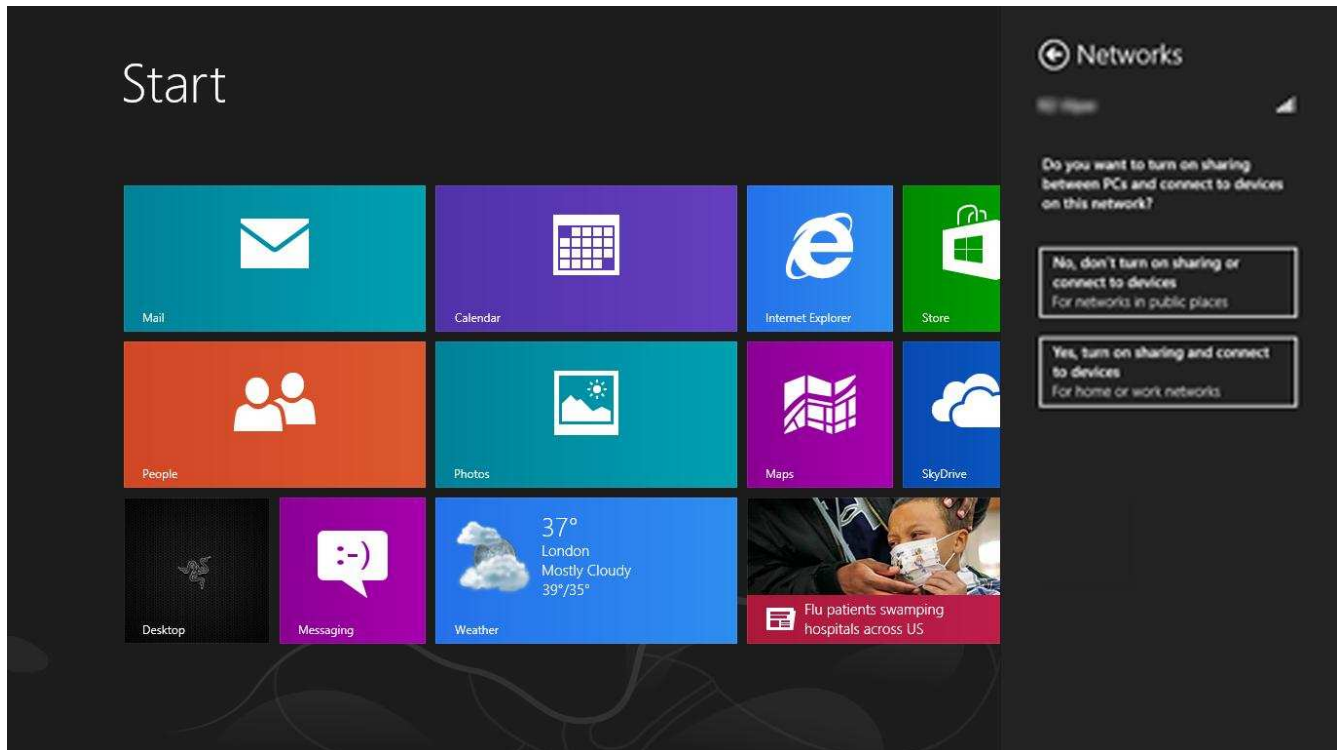 Start
Mail
Calendar
Internet Explorer
Store
People
Photos
Maps
SkyDrive
Desktop
Messaging
37°
London
Mostly Cloudy
39°/35°
Weather
Flu patients swamping
hospitals across US
Networks
Do you want to turn on sharing
between PCs and connect to devices
on this network?
No, don't turn on sharing or
connect to devices
For networks in public places
Yes, turn on sharing and connect
to devices
For home or work networks